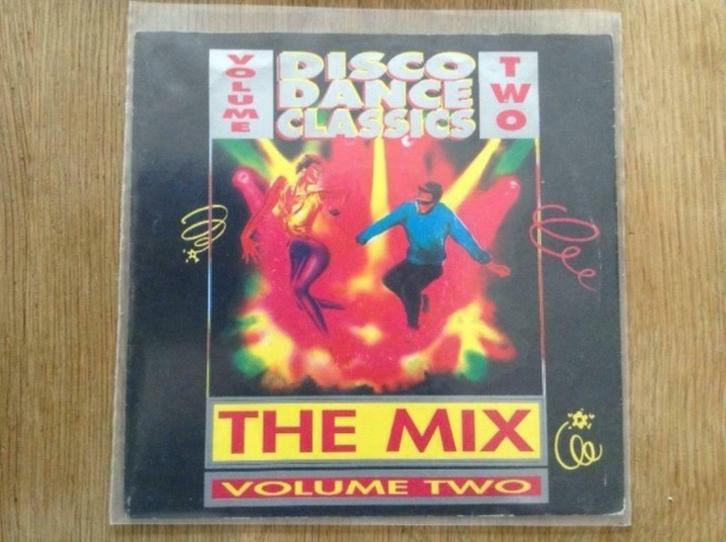 VOLUME
DISCO
DANCE
CLASSICS
TWO
THE MIX
VOLUME TWO